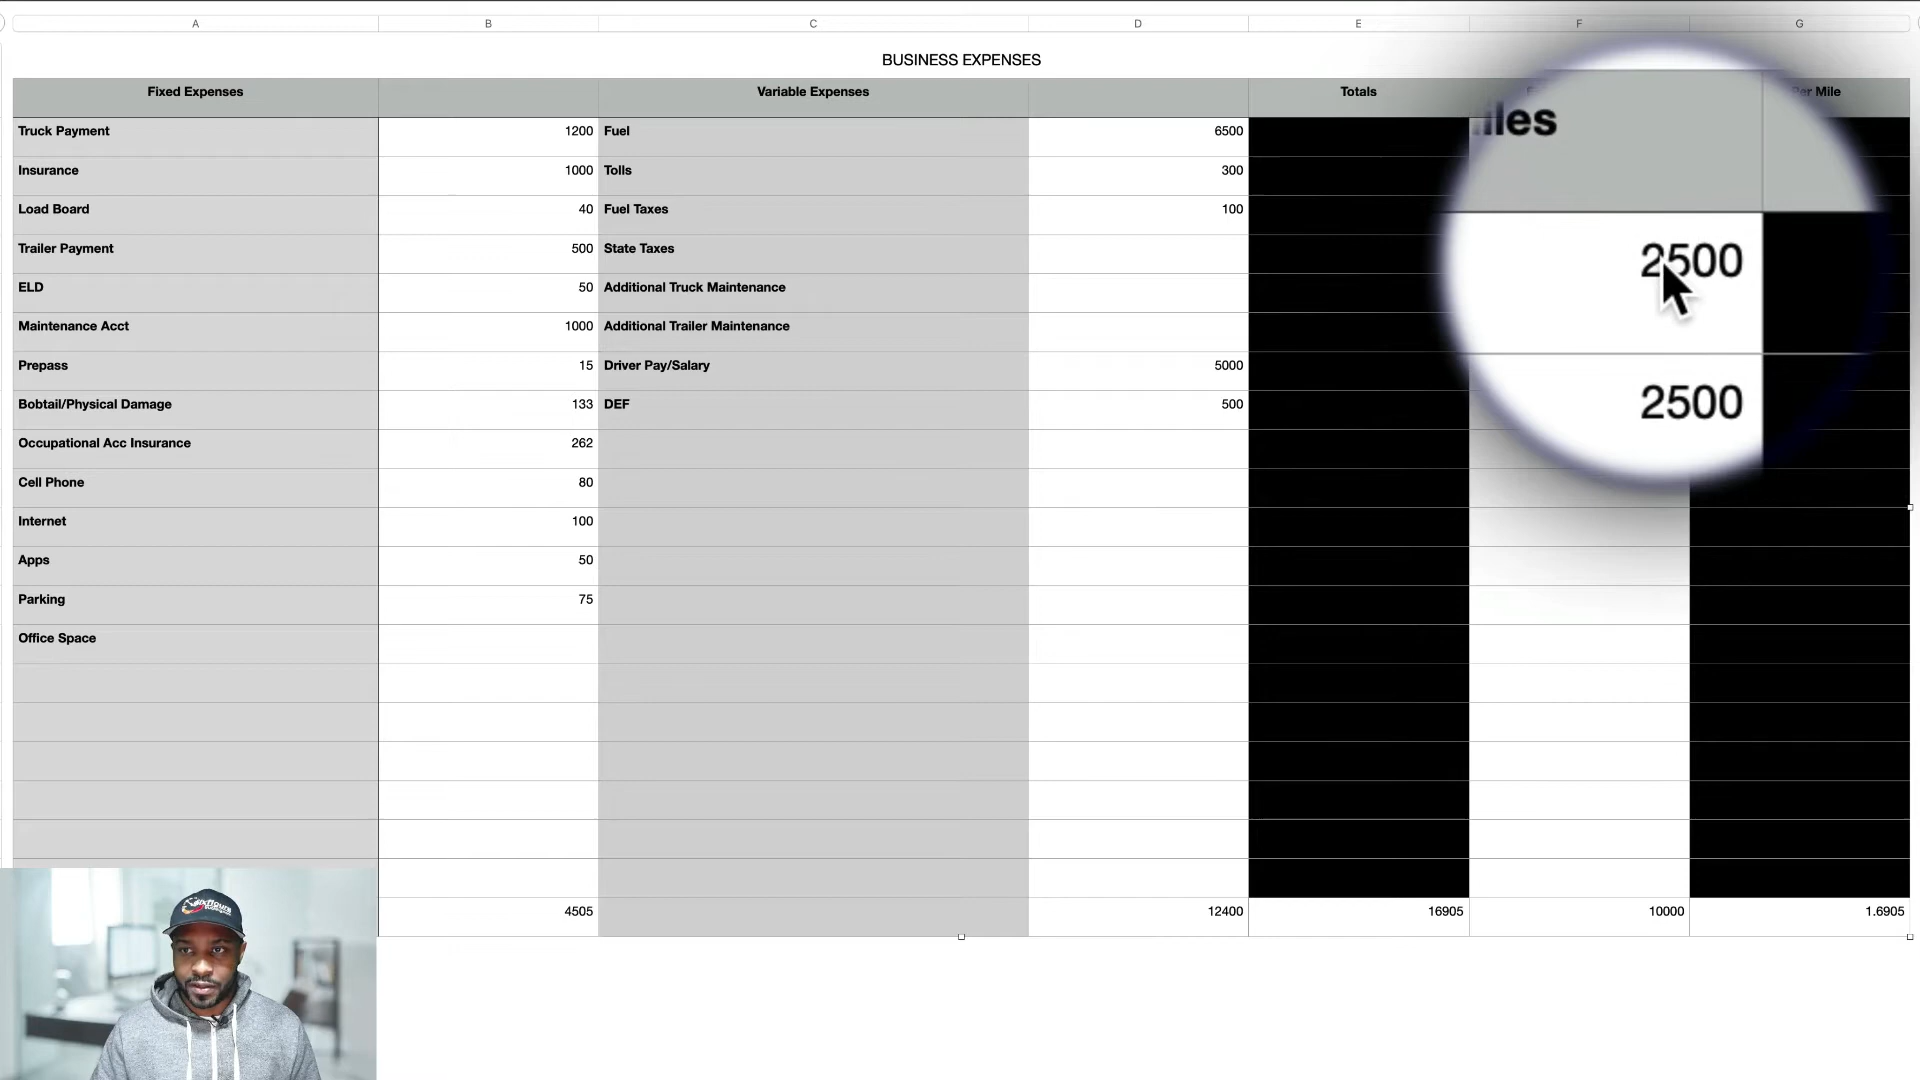 A B C D E F G
BUSINESS EXPENSES
Fixed Expenses Variable Expenses Totals Per Mile
iles
Truck Payment 1200 Fuel 6500
Insurance 1000 Tolls 300
Load Board 40 Fuel Taxes 100
Trailer Payment 500 State Taxes 2500
ELD 50 Additional Truck Maintenance
Maintenance Acct 1000 Additional Trailer Maintenance
Prepass 15 Driver Pay/Salary 5000
Bobtail/Physical Damage 133 DEF 500 2500
Occupational Acc Insurance 262
Cell Phone 80
Internet 100
Apps 50
Parking 75
Office Space
4505 12400 16905 10000 1.6905